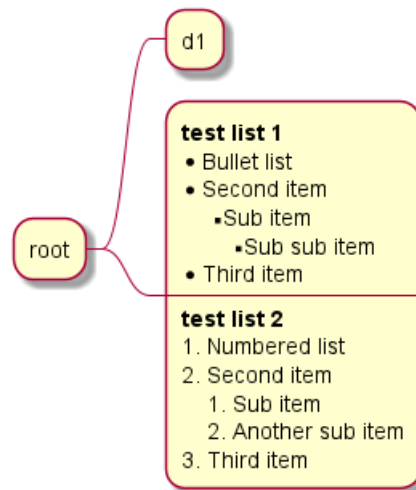 d1
root
test list 1
• Bullet list
• Second item
▪Sub item
▪Sub sub item
• Third item
test list 2
1. Numbered list
2. Second item
1. Sub item
2. Another sub item
3. Third item